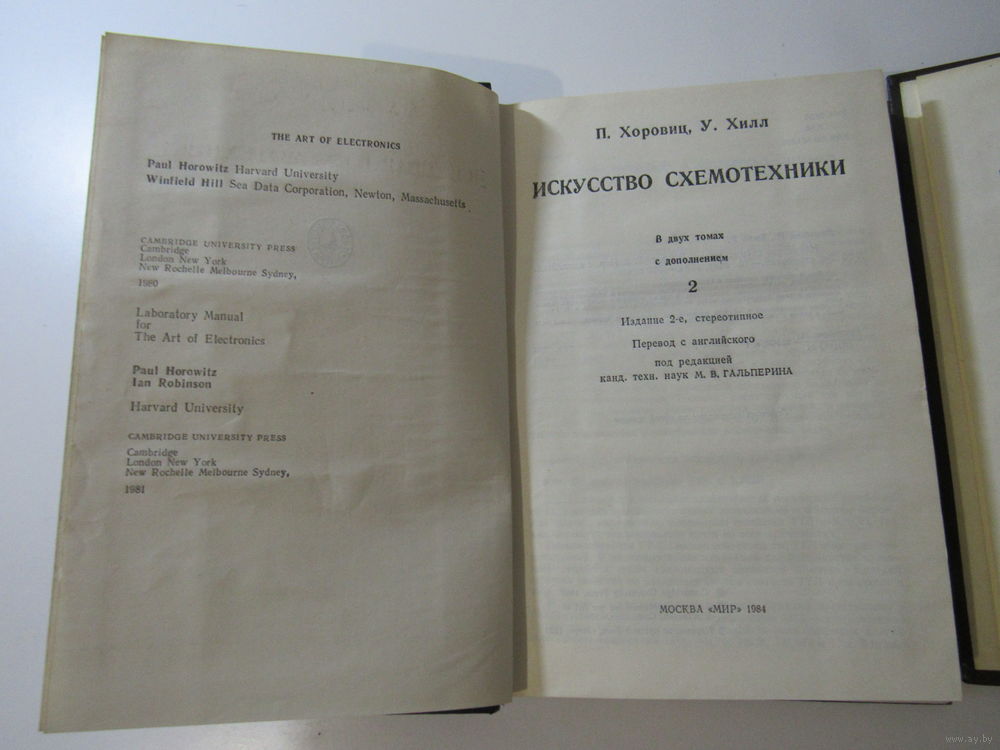 THE ART OF ELECTRONICS
Paul Horowitz Harvard University
Winfield Hill Sea Data Corporation, Newton, Massachusetts.
CAMBRIDGE UNIVERSITY PRESS
Cambridge
London New York
New Rochelle Melbourne Sydney,
1980
Laboratory Manual
for
The Art of Electronics
Paul Horowitz
Ian Robinson
Harvard University
CAMBRIDGE UNIVERSITY PRESS
Cambridge
London New York
New Rochelle Melbourne Sydney,
1981
П. Хоровиц, У. Хилл
ИСКУССТВО СХЕМОТЕХНИКИ
В двух томах
с дополнением
2
Издание 2-е, стереотипное
Перевод с английского
под редакцией
канд. техн. наук М. В. ГАЛЬПЕРИНА
МОСКВА «МИР» 1984
www.ay.by